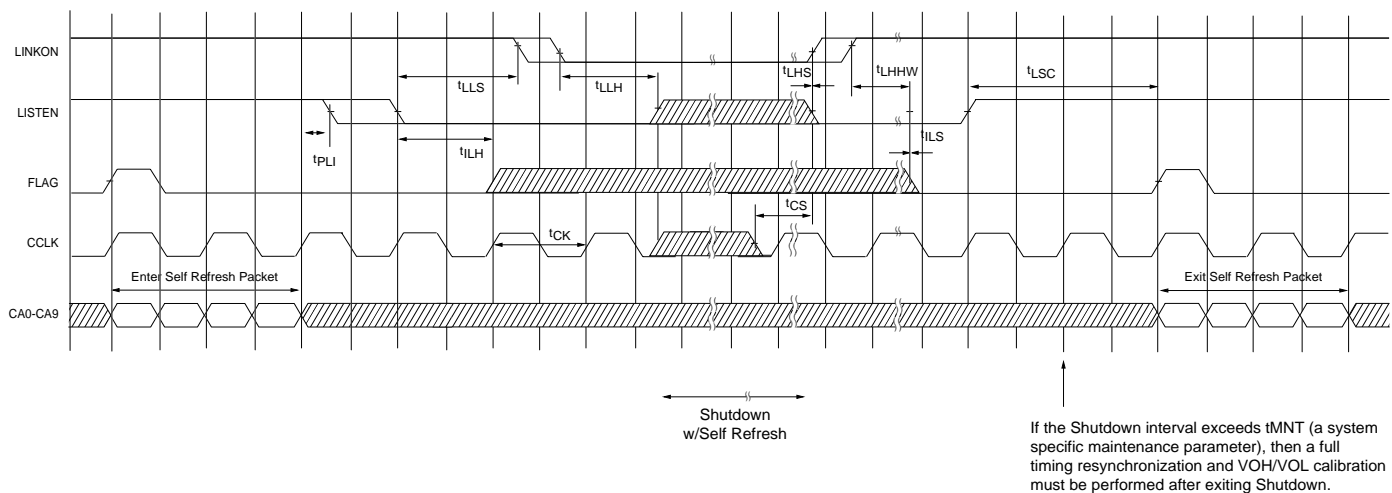 LINKON
tLHS
tLHHW
tLSC
tLLS
tLLH
LISTEN
tPLI
tILH
tILS
FLAG
tCS
CCLK
tCK
Enter Self Refresh Packet
Exit Self Refresh Packet
CA0-CA9
Shutdown
w/Self Refresh
If the Shutdown interval exceeds tMNT (a system
specific maintenance parameter), then a full
timing resynchronization and VOH/VOL calibration
must be performed after exiting Shutdown.